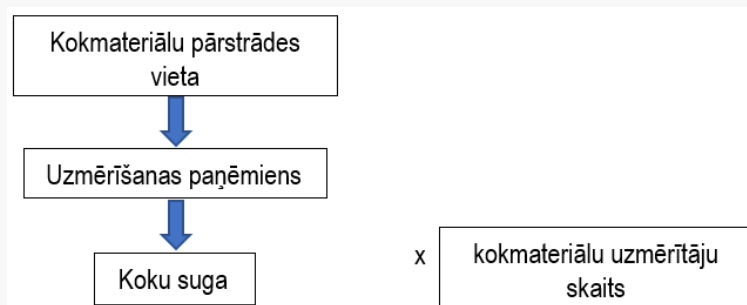 Kokmateriālu pārstrādes
vieta
Uzmērīšanas paņēmiens
Koku suga
x
kokmateriālu uzmērītāju
skaits